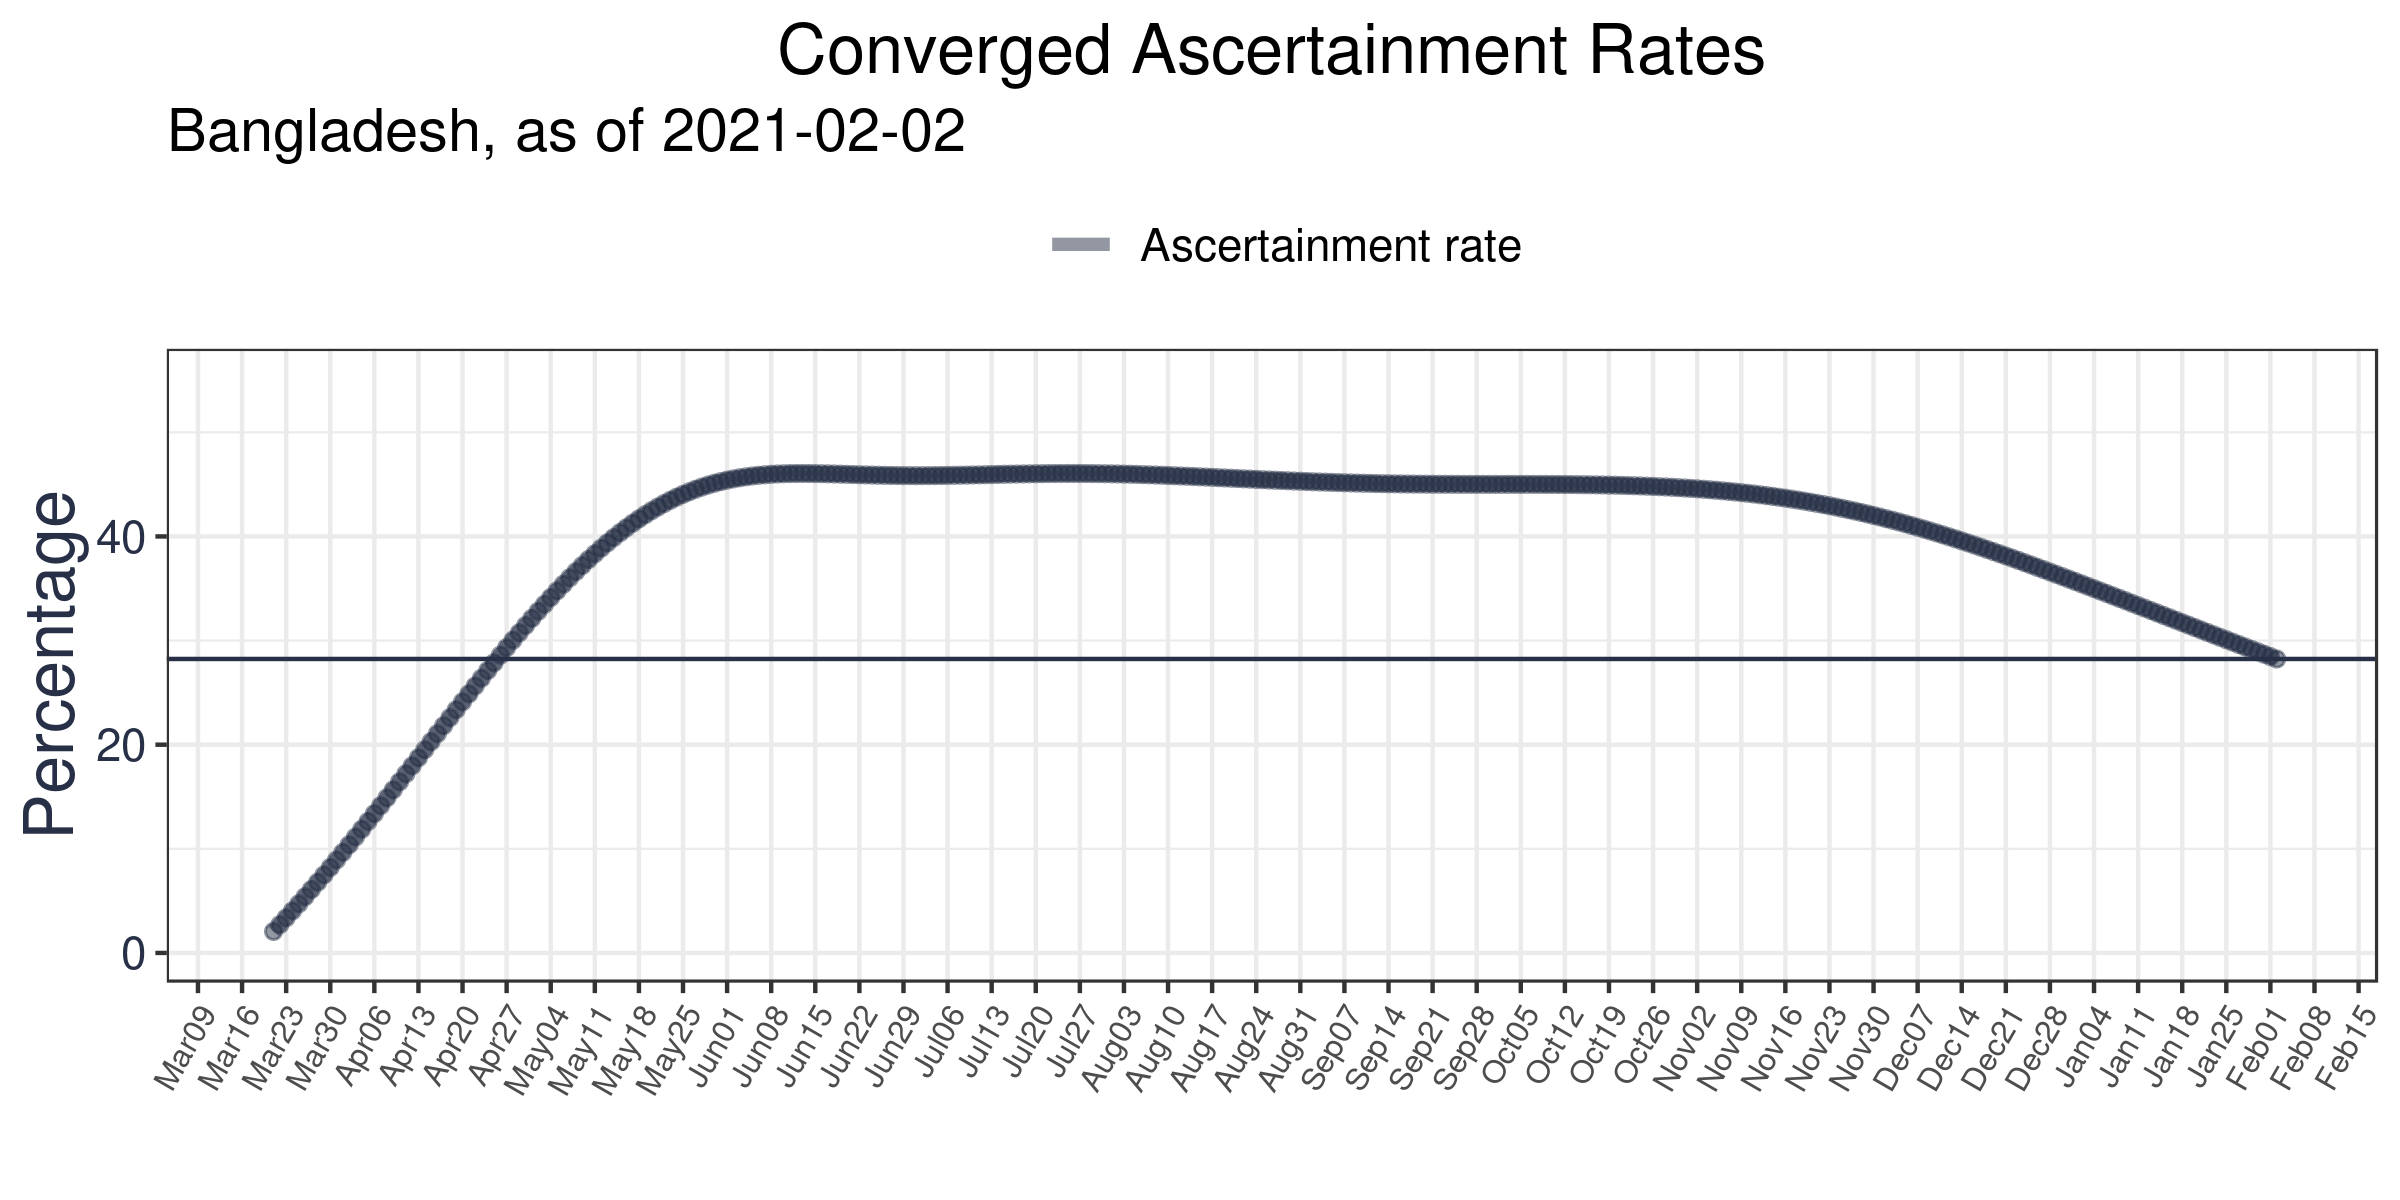 Converged Ascertainment Rates
Bangladesh, as of 2021-02-02
Ascertainment rate
Percentage
40
20
0
Mar09 Mar16 Mar23 Mar30 Apr06 Apr13 Apr20 Apr27 May04 May11 May18 May25 Jun01 Jun08 Jun15 Jun22 Jun29 Jul06 Jul13 Jul20 Jul27 Aug03 Aug10 Aug17 Aug24 Aug31 Sep07 Sep14 Sep21 Sep28 Oct05 Oct12 Oct19 Oct26 Nov02 Nov09 Nov16 Nov23 Nov30 Dec07 Dec14 Dec21 Dec28 Jan04 Jan11 Jan18 Jan25 Feb01 Feb08 Feb15